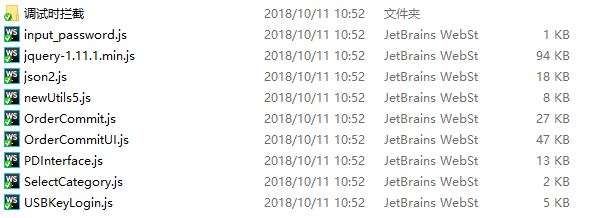 调试时拦截 2018/10/11 10:52 文件夹
input_password.js 2018/10/11 10:52 JetBrains WebSt 1 KB
jquery-1.11.1.min.js 2018/10/11 10:52 JetBrains WebSt 94 KB
json2.js 2018/10/11 10:52 JetBrains WebSt 18 KB
newUtils5.js 2018/10/11 10:52 JetBrains WebSt 8 KB
OrderCommit.js 2018/10/11 10:52 JetBrains WebSt 27 KB
OrderCommitUI.js 2018/10/11 10:52 JetBrains WebSt 47 KB
PDInterface.js 2018/10/11 10:52 JetBrains WebSt 13 KB
SelectCategory.js 2018/10/11 10:52 JetBrains WebSt 2 KB
USBKeyLogin.js 2018/10/11 10:52 JetBrains WebSt 5 KB